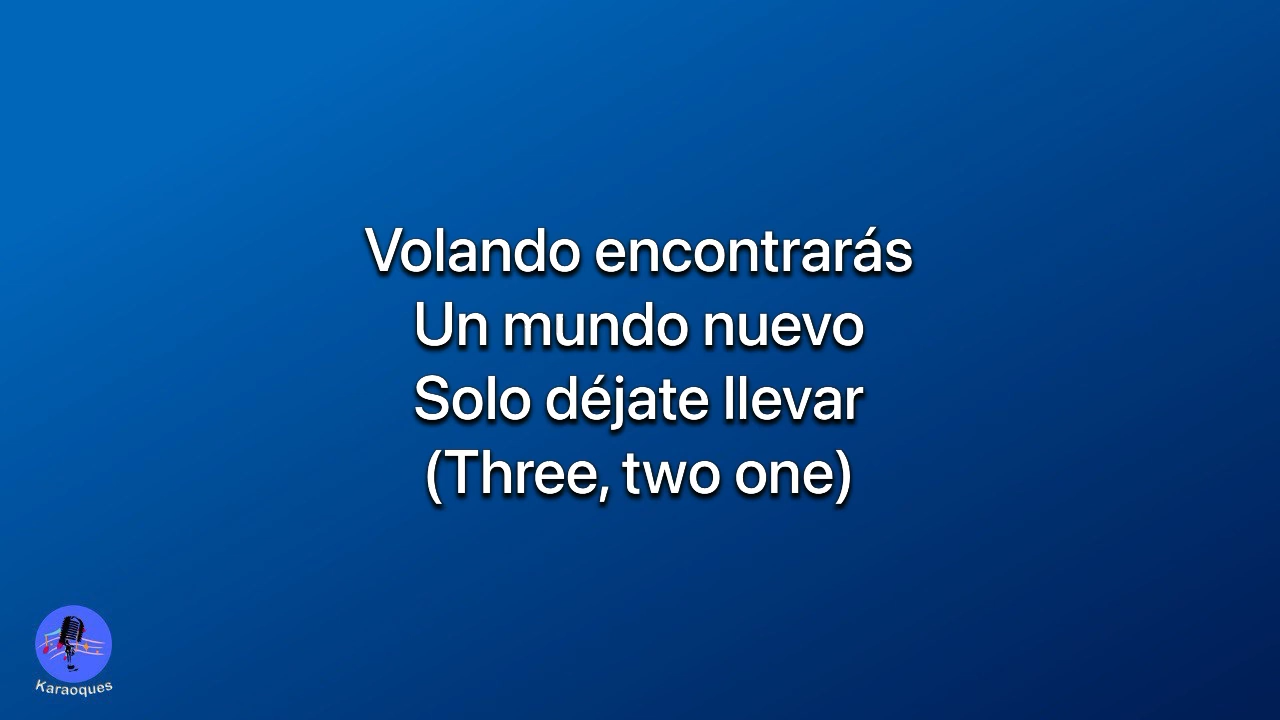 Volando encontrarás
Un mundo nuevo
Solo déjate llevar
(Three, two one)
Karaoques